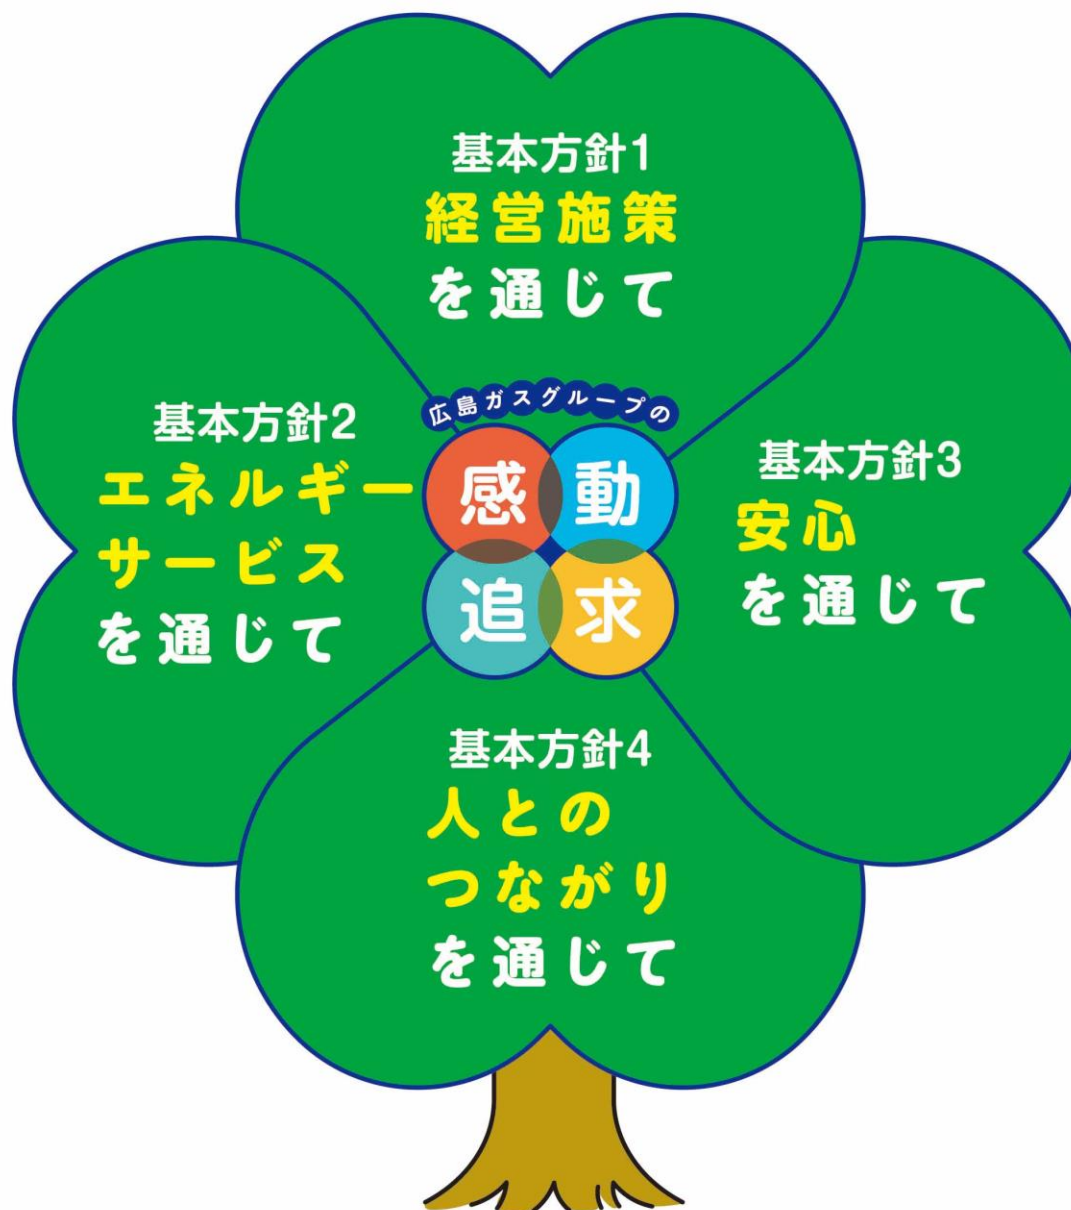 基本方針1
経営施策
を通じて
広島ガスグループの
感動
追求
基本方針2
エネルギー
サービス
を通じて
基本方針3
安心
を通じて
基本方針4
人との
つながり
を通じて